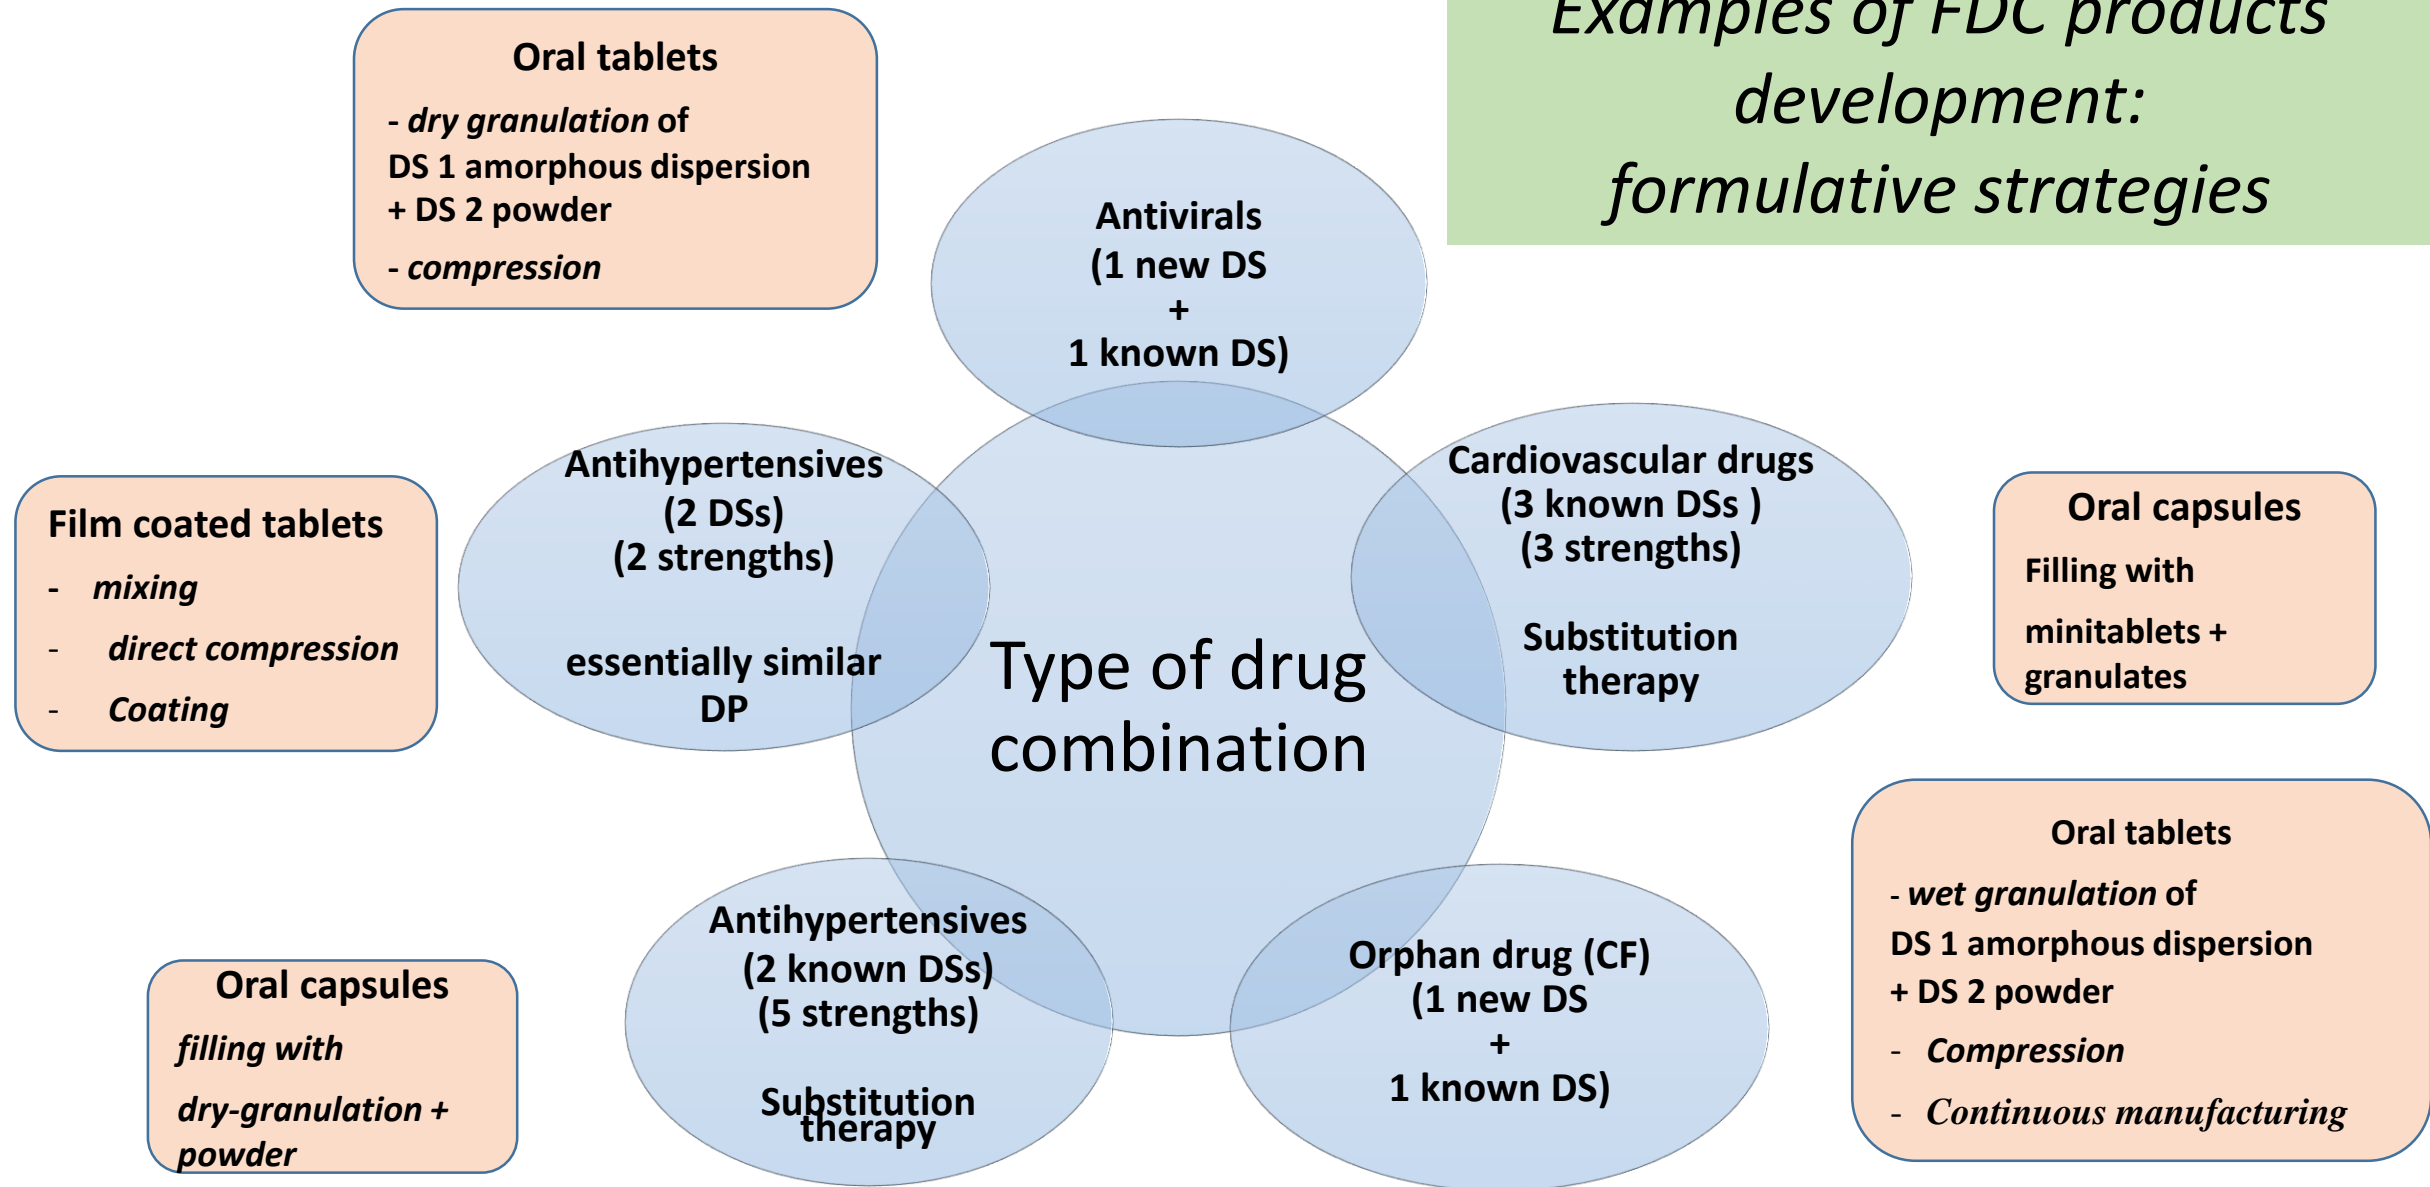 Examples of FDC products
development:
formulative strategies
Oral tablets
- dry granulation of
DS 1 amorphous dispersion
+ DS 2 powder
- compression
Antivirals
(1 new DS
+
1 known DS)
Film coated tablets
- mixing
- direct compression
- Coating
Antihypertensives
(2 DSs)
(2 strengths)
essentially similar
DP
Type of drug
combination
Cardiovascular drugs
(3 known DSs )
(3 strengths)
Substitution
therapy
Oral capsules
Filling with
minitablets +
granulates
Oral capsules
filling with
dry-granulation +
powder
Antihypertensives
(2 known DSs)
(5 strengths)
Substitution
therapy
Orphan drug (CF)
(1 new DS
+
1 known DS)
Oral tablets
- wet granulation of
DS 1 amorphous dispersion
+ DS 2 powder
- Compression
- Continuous manufacturing